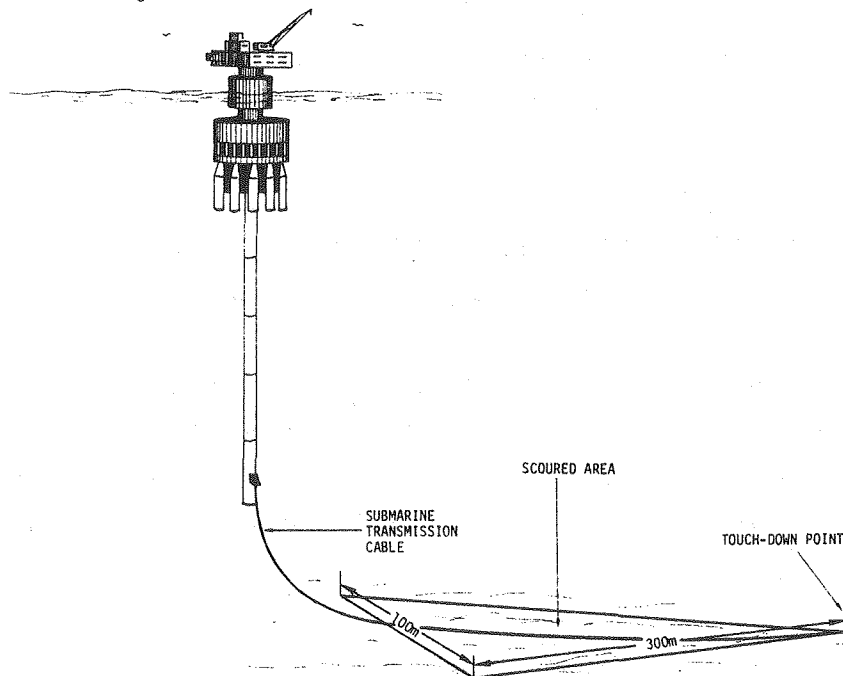 SCOURED AREA
SUBMARINE
TRANSMISSION
CABLE
TOUCH-DOWN POINT
100m
300m